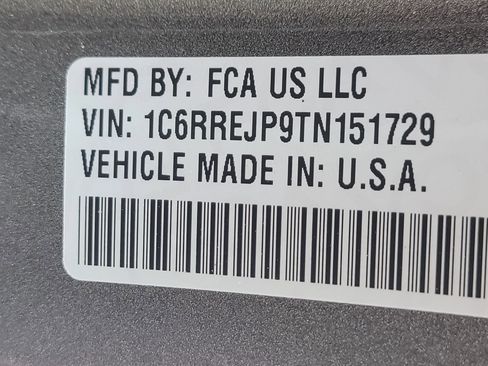 MFD BY: FCA US LLC
VIN: 1C6RREJP9TN151729
VEHICLE MADE IN: U.S.A.